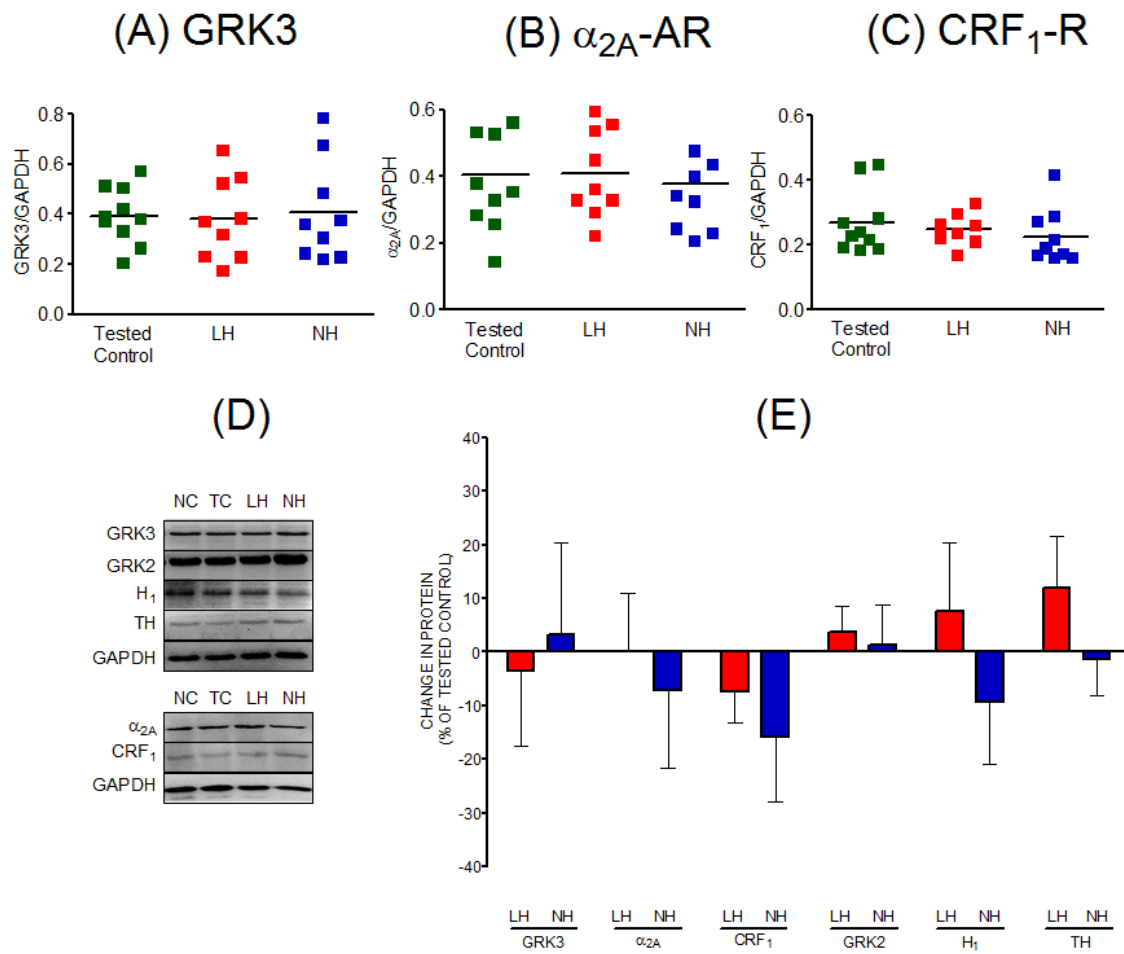 (A) GRK3
(B) α2A-AR
(C) CRF1-R
GRK3/GAPDH
0.8
0.6
0.4
0.2
0.0
Tested
Control
LH
NH
α2A/GAPDH
0.6
0.4
0.2
0.0
Tested
Control
LH
NH
CRF1/GAPDH
0.6
0.4
0.2
0.0
Tested
Control
LH
NH
(D)
NC TC LH NH
GRK3
GRK2
H1
TH
GAPDH
NC TC LH NH
α2A
CRF1
GAPDH
(E)
CHANGE IN PROTEIN
(% OF TESTED CONTROL)
40
30
20
10
0
-10
-20
-30
-40
LH NH LH NH LH NH LH NH LH NH LH NH
GRK3 α2A CRF1 GRK2 H1 TH